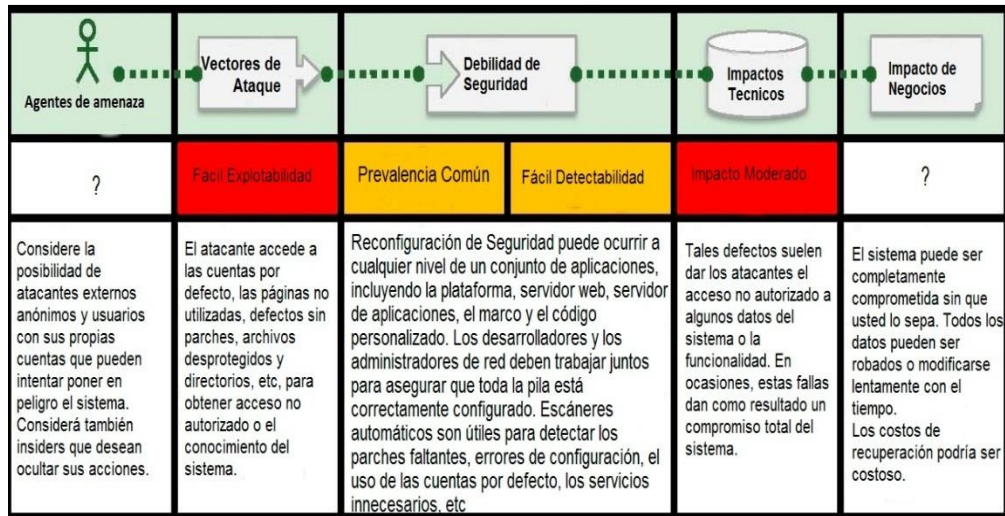 Agentes de amenaza
Vectores de
Ataque
Debilidad de
Seguridad
Impactos
Tecnicos
Impacto de
Negocios
?
Fácil Explotabilidad
Prevalencia Común
Fácil Detectabilidad
Impacto Moderado
?
Considere la
posibilidad de
atacantes externos
anónimos y usuarios
con sus propias
cuentas que pueden
intentar poner en
peligro el sistema.
Considerá también
insiders que desean
ocultar sus acciones.
El atacante accede a
las cuentas por
defecto, las páginas no
utilizadas, defectos sin
parches, archivos
desprotegidos y
directorios, etc, para
obtener acceso no
autorizado o el
conocimiento del
sistema.
Reconfiguración de Seguridad puede ocurrir a
cualquier nivel de un conjunto de aplicaciones,
incluyendo la plataforma, servidor web, servidor
de aplicaciones, el marco y el código
personalizado. Los desarrolladores y los
administradores de red deben trabajar juntos
para asegurar que toda la pila está
correctamente configurado. Escáneres
automáticos son útiles para detectar los
parches faltantes, errores de configuración, el
uso de las cuentas por defecto, los servicios
innecesarios, etc
Tales defectos suelen
dar los atacantes el
acceso no autorizado a
algunos datos del
sistema o la
funcionalidad. En
ocasiones, estas fallas
dan como resultado un
compromiso total del
sistema.
El sistema puede ser
completamente
comprometida sin que
usted lo sepa. Todos los
datos pueden ser
robados o modificarse
lentamente con el
tiempo.
Los costos de
recuperación podría ser
costoso.